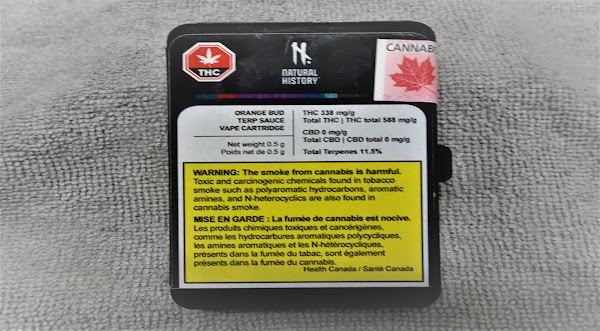 THC
N.
NATURAL
HISTORY
CANNABIS
ORANGE BUD
TERP SAUCE
VAPE CARTRIDGE
Net weight 0.5 g
Poids net de 0.5 g
THC 338 mg/g
Total THC | THC total 588 mg/g
CBD 0 mg/g
Total CBD | CBD total 0 mg/g
Total Terpenes 11.5%
WARNING: The smoke from cannabis is harmful.
Toxic and carcinogenic chemicals found in tobacco
smoke such as polyaromatic hydrocarbons, aromatic
amines, and N-heterocyclics are also found in
cannabis smoke.
MISE EN GARDE : La fumée de cannabis est nocive.
Les produits chimiques toxiques et cancérigènes,
comme les hydrocarbures aromatiques polycycliques,
les amines aromatiques et les N-hétérocycliques,
présents dans la fumée du tabac, sont également
présents dans la fumée du cannabis.
Health Canada / Santé Canada